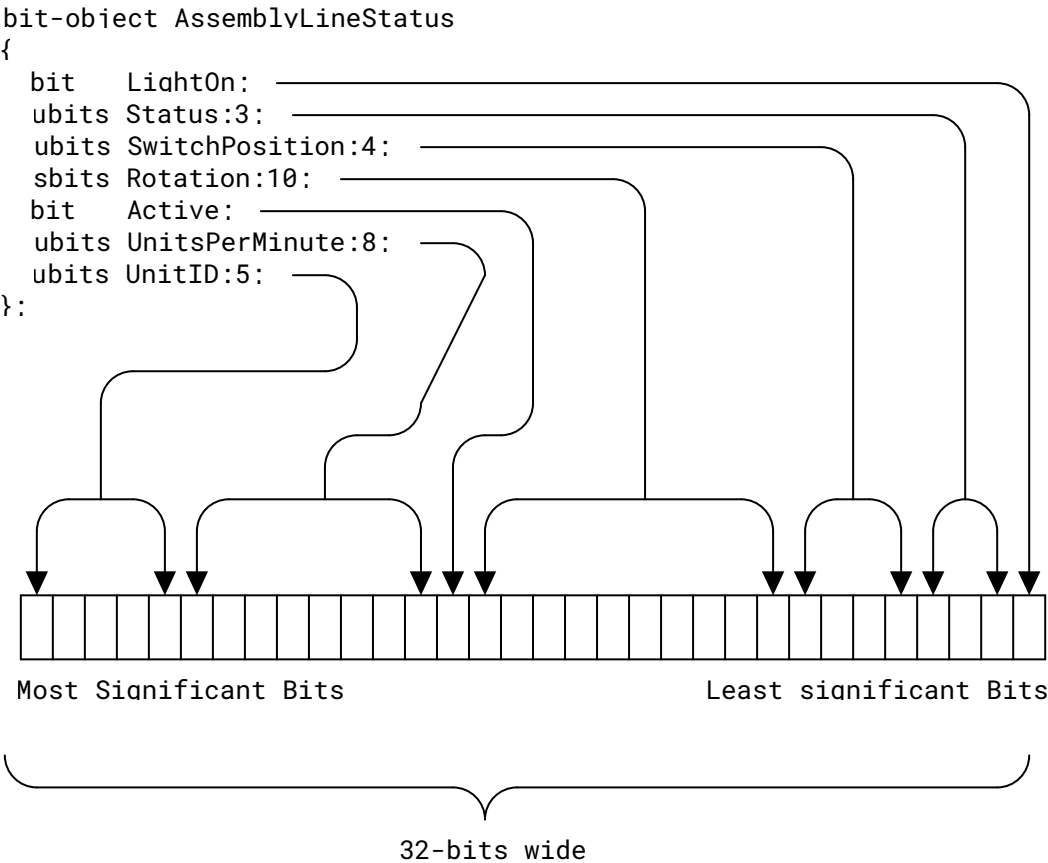 bit-object AssemblyLineStatus
{
bit LightOn;
ubits Status:3;
ubits SwitchPosition:4;
sbits Rotation:10;
bit Active;
ubits UnitsPerMinute:8;
ubits UnitID:5;
};
Most Significant Bits
Least significant Bits
32-bits wide